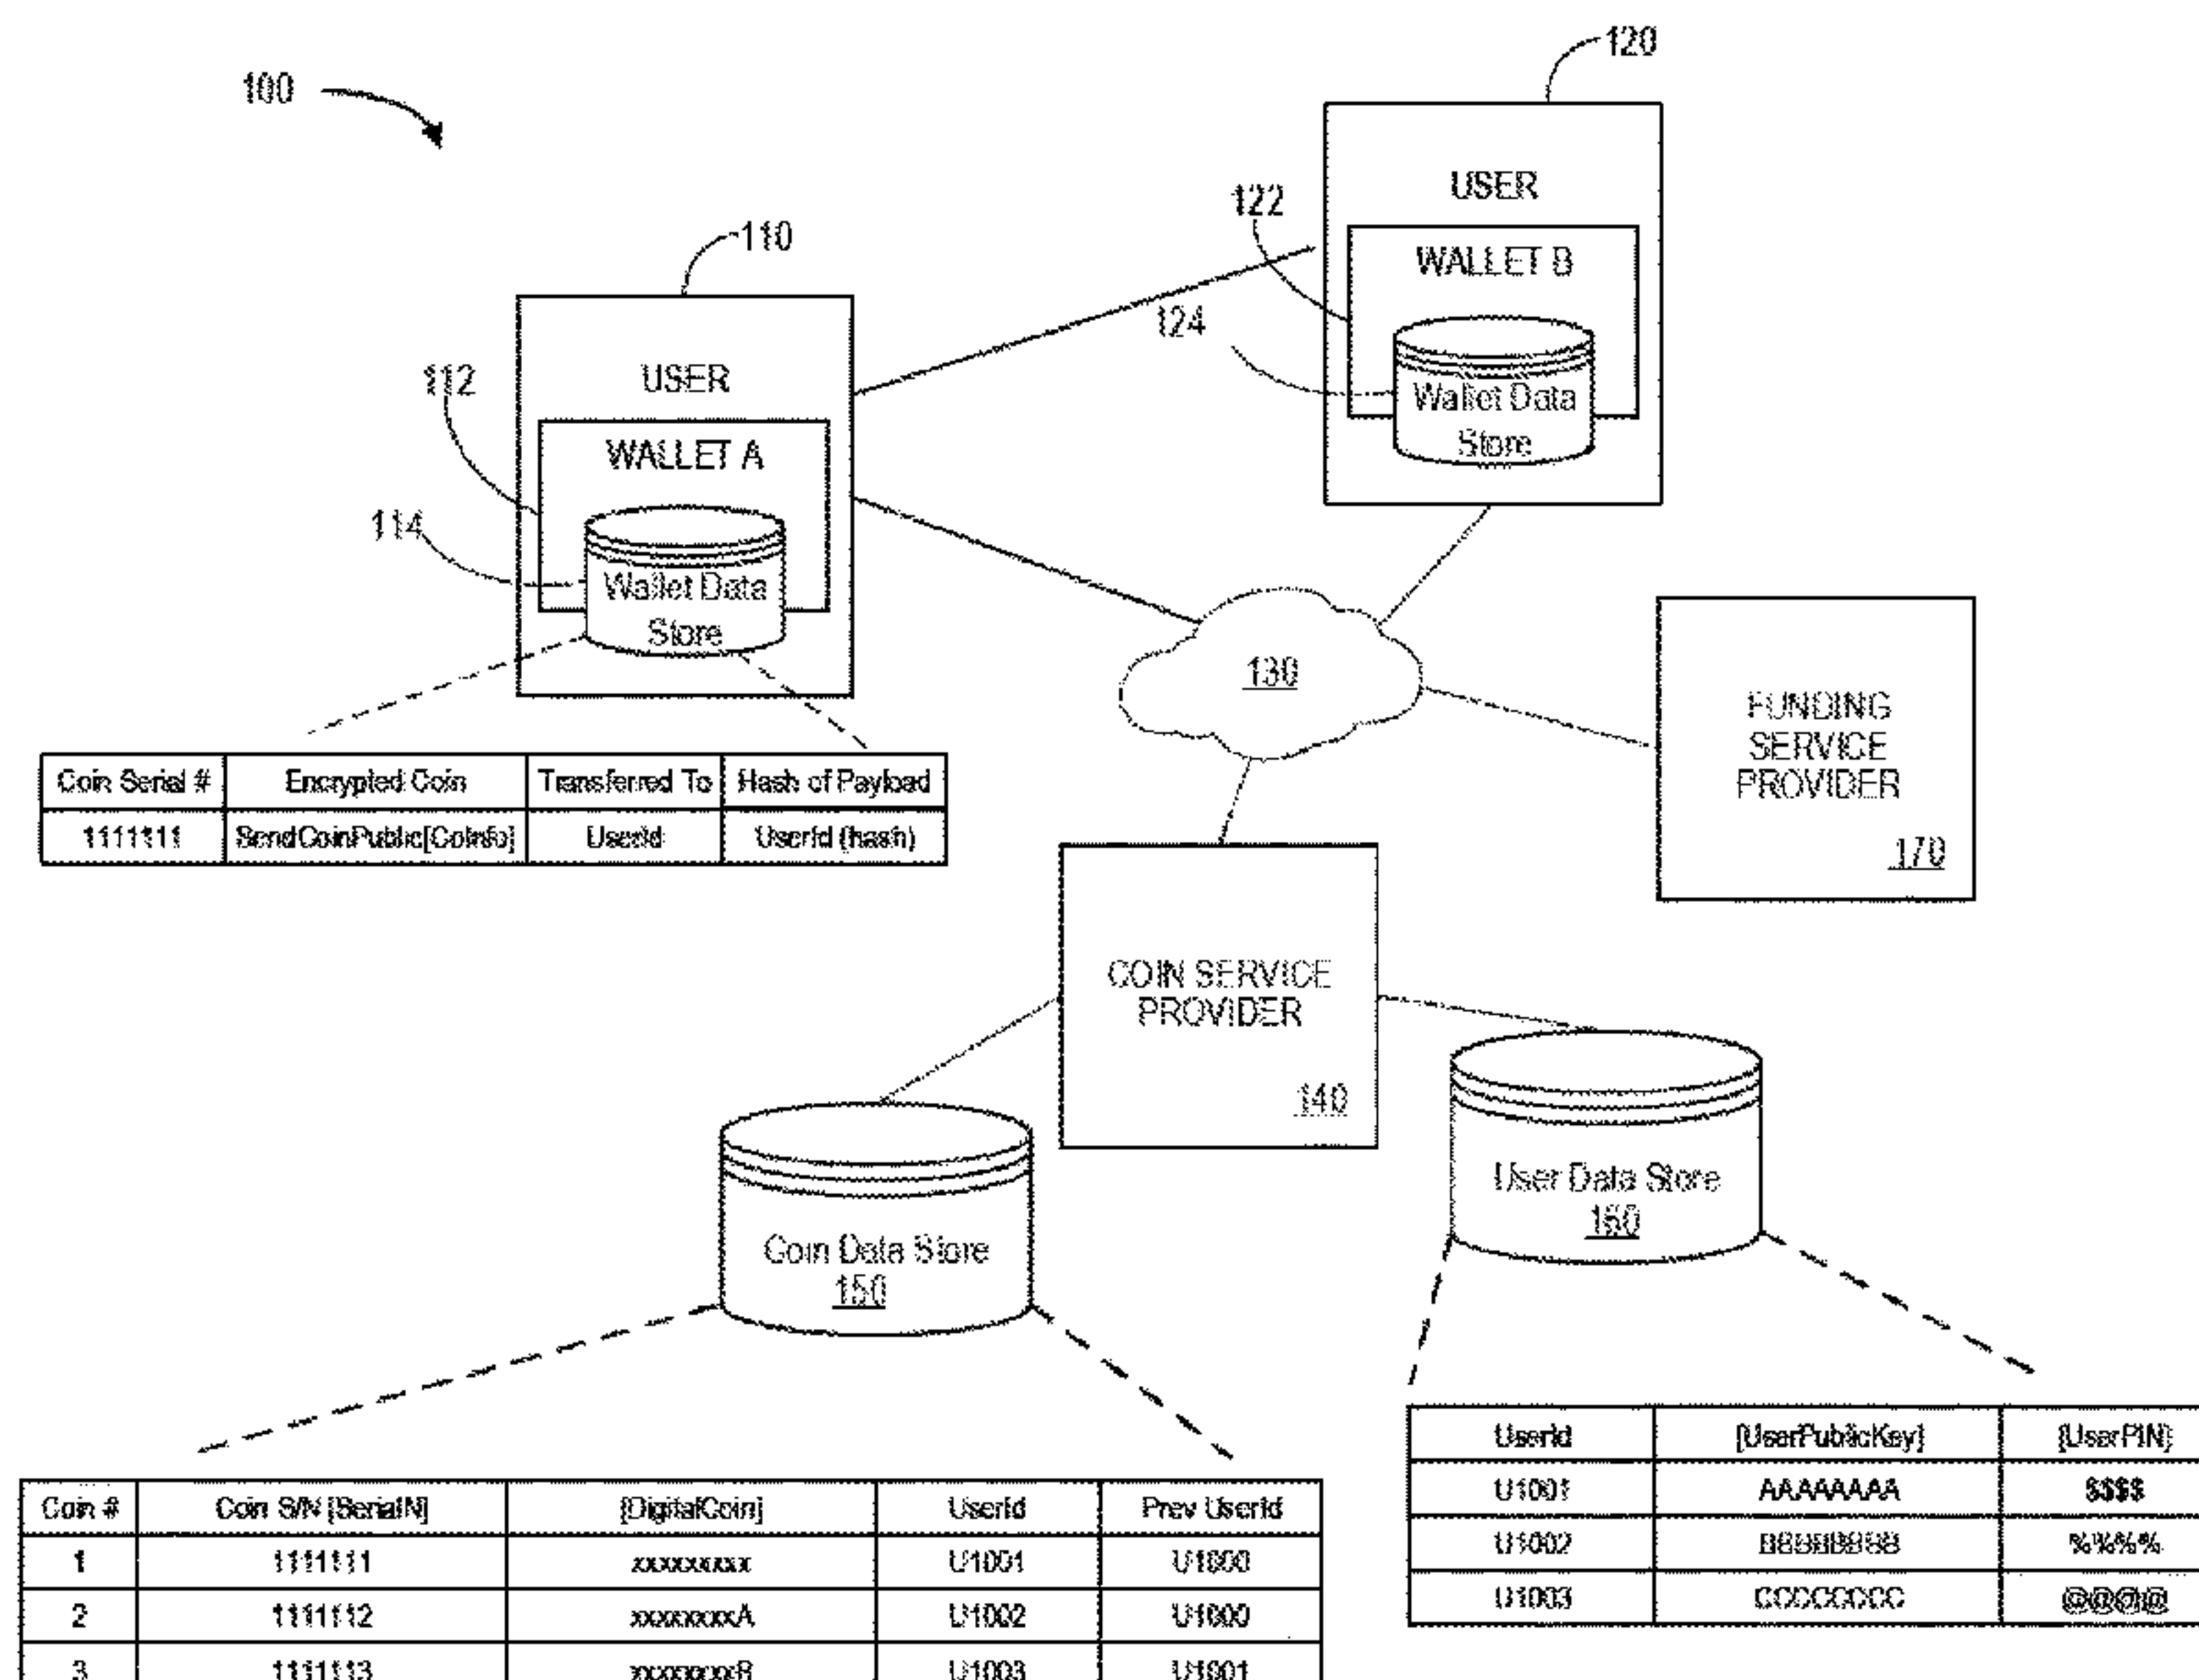 100
120
110
122
USER
WALLET B
124
Wallet Data
Store
112
USER
WALLET A
114
Wallet Data
Store
130
FUNDING
SERVICE
PROVIDER
170
Coin Serial # Encrypted Coin Transferred To Hash of Payload
1111111 SendCoinPublic[CoInfo] UserId UserId (hash)
COIN SERVICE
PROVIDER
140
User Data Store
160
Coin Data Store
150
UserId [UserPublicKey] [UserPIN]
U1001 AAAAAAAA $$$$
U1002 BBBBBBBB %%%%
U1003 CCCCCCCC @@@@
Coin # Coin S/N [SerialN] [DigitalCoin] UserId Prev UserId
1 1111111 xxxxxxxxx U1001 U1000
2 1111112 xxxxxxxxA U1002 U1000
3 1111113 xxxxxxxxB U1003 U1001